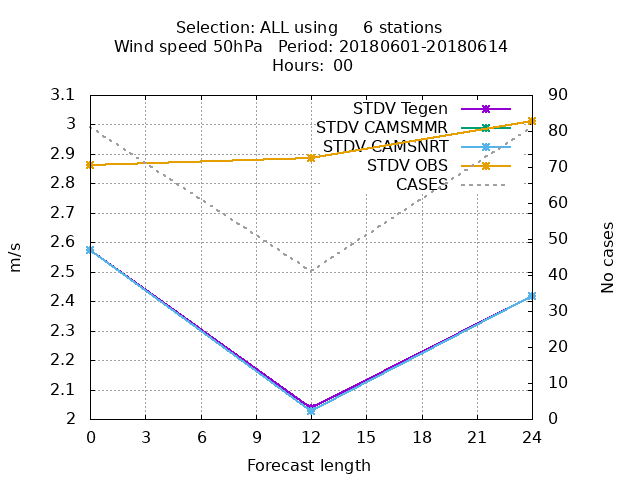 Selection: ALL using     6 stations
Wind speed 50hPa   Period: 20180601-20180614
Hours:  00
3.1
3
2.9
2.8
2.7
2.6
2.5
2.4
2.3
2.2
2.1
2
m/s
STDV Tegen
STDV CAMSMMR
STDV CAMSNRT
STDV OBS
CASES
90
80
70
60
50
40
30
20
10
0
No cases
0 3 6 9 12 15 18 21 24
Forecast length